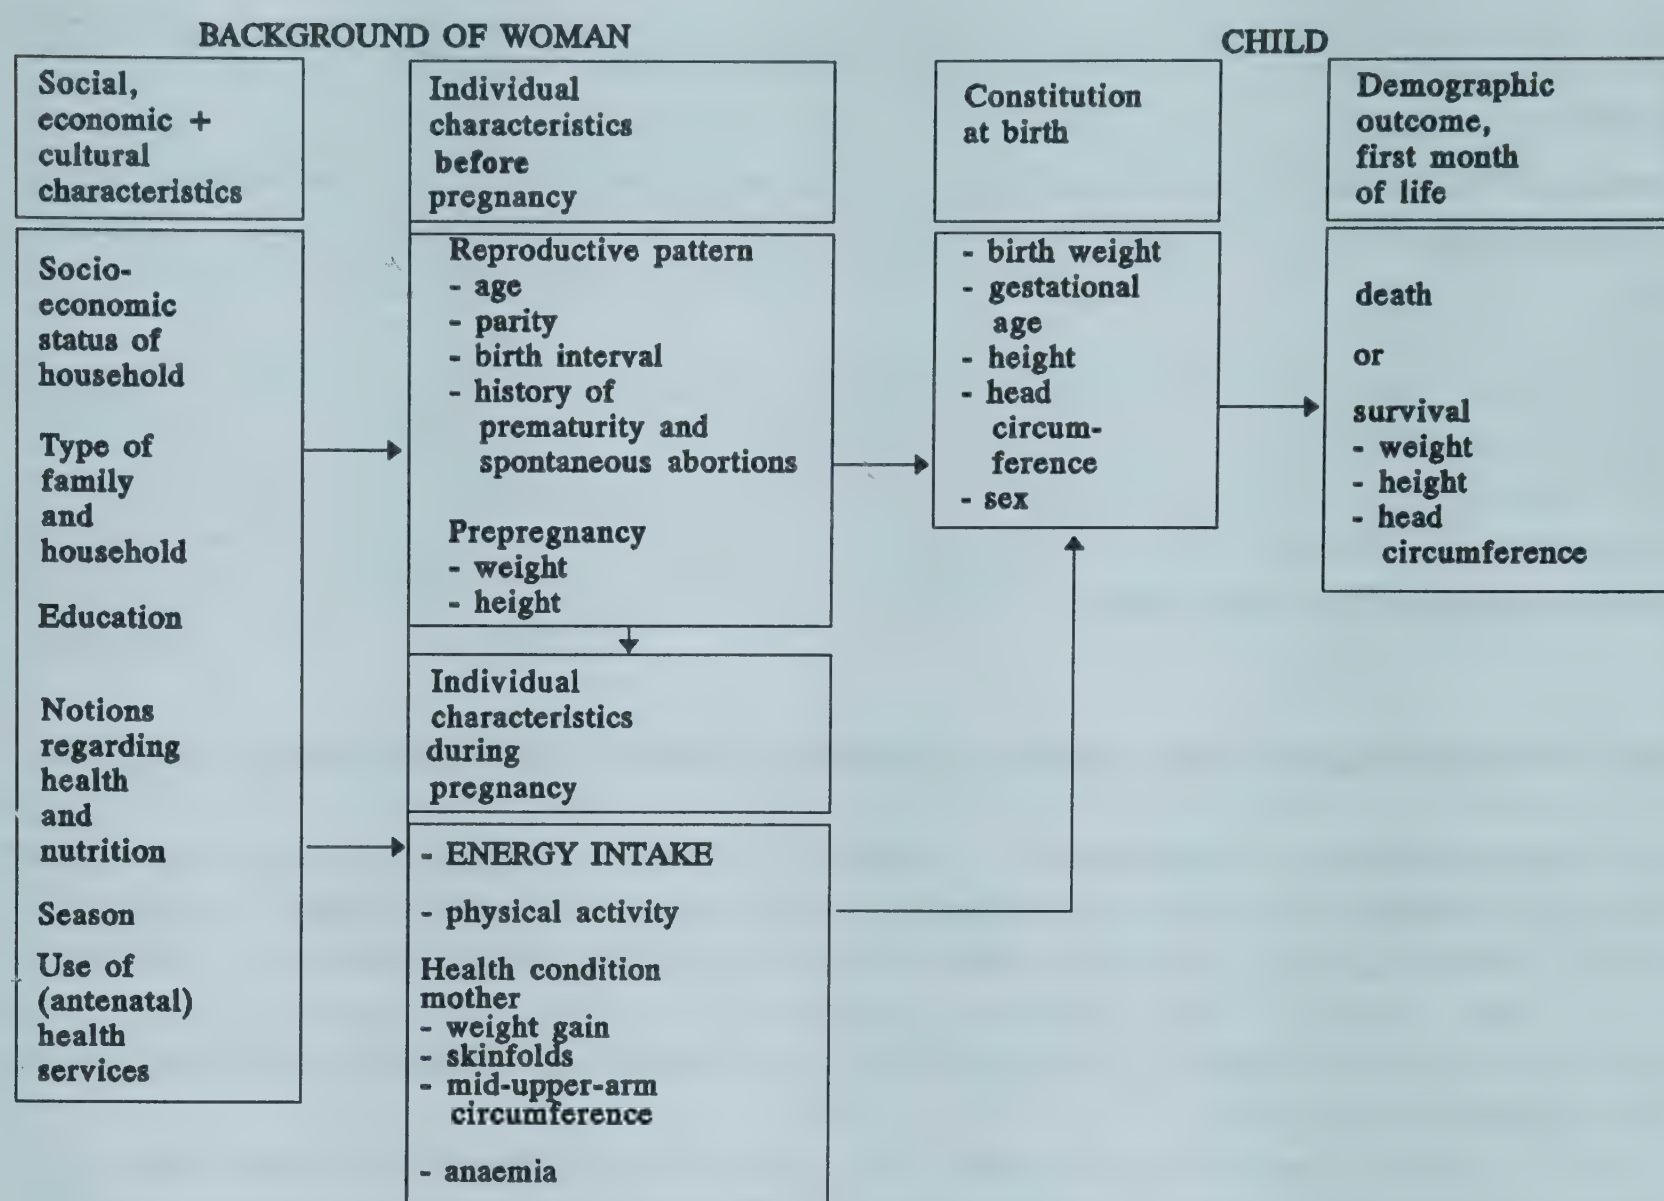 BACKGROUND OF WOMAN
CHILD
Social,
economic +
cultural
characteristics
Individual
characteristics
before
pregnancy
Constitution
at birth
Demographic
outcome,
first month
of life
Socio-
economic
status of
household
Type of
family
and
household
Education
Notions
regarding
health
and
nutrition
Season
Use of
(antenatal)
health
services
Reproductive pattern
- age
- parity
- birth interval
- history of
prematurity and
spontaneous abortions
Prepregnancy
- weight
- height
Individual
characteristics
during
pregnancy
- ENERGY INTAKE
- physical activity
Health condition
mother
- weight gain
- skinfolds
- mid-upper-arm
circumference
- anaemia
- birth weight
- gestational
age
- height
- head
circum-
ference
- sex
death
or
survival
- weight
- height
- head
circumference